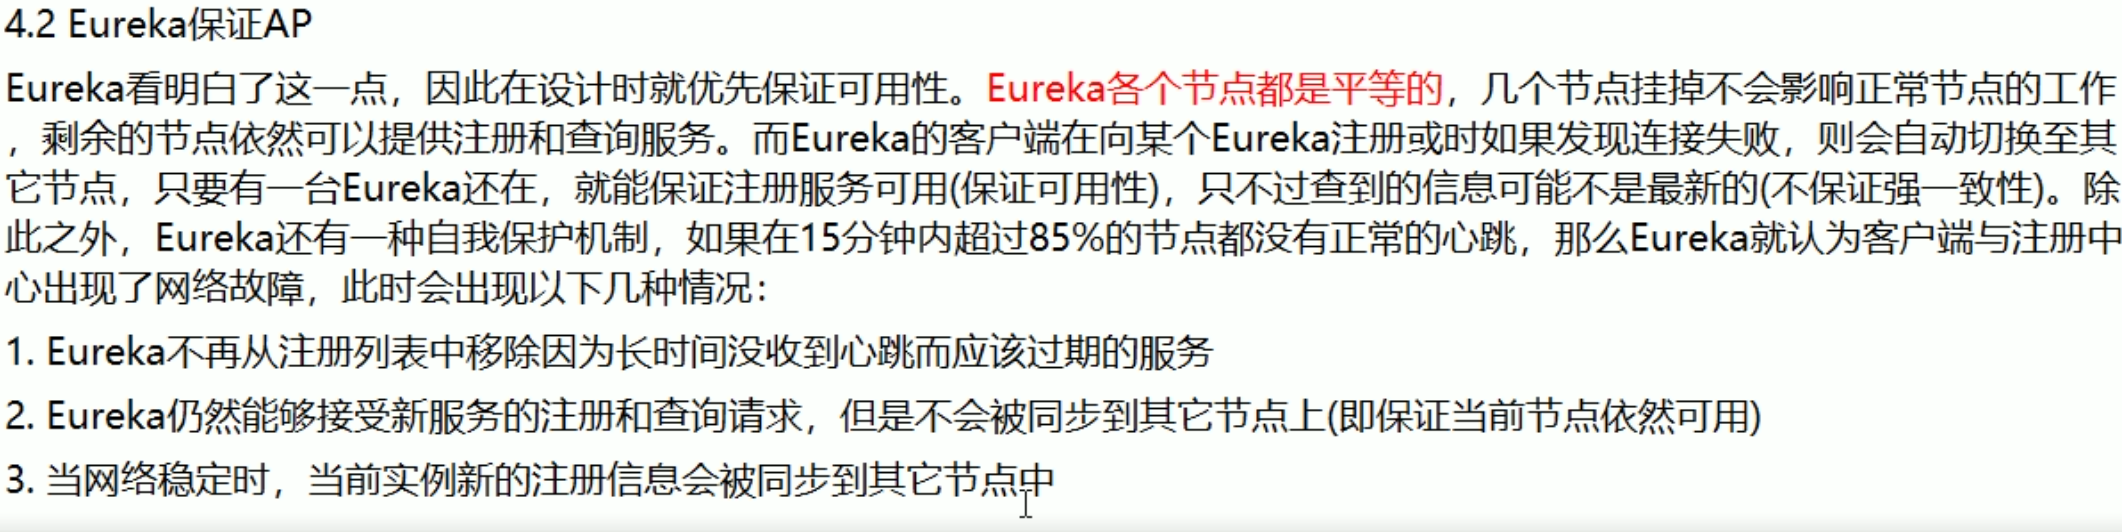 4.2 Eureka保证AP
Eureka看明白了这一点，因此在设计时就优先保证可用性。Eureka各个节点都是平等的，几个节点挂掉不会影响正常节点的工作
，剩余的节点依然可以提供注册和查询服务。而Eureka的客户端在向某个Eureka注册或时如果发现连接失败，则会自动切换至其
它节点，只要有一台Eureka还在，就能保证注册服务可用(保证可用性)，只不过查到的信息可能不是最新的(不保证强一致性)。除
此之外，Eureka还有一种自我保护机制，如果在15分钟内超过85%的节点都没有正常的心跳，那么Eureka就认为客户端与注册中
心出现了网络故障，此时会出现以下几种情况：
1. Eureka不再从注册列表中移除因为长时间没收到心跳而应该过期的服务
2. Eureka仍然能够接受新服务的注册和查询请求，但是不会被同步到其它节点上(即保证当前节点依然可用)
3. 当网络稳定时，当前实例新的注册信息会被同步到其它节点中